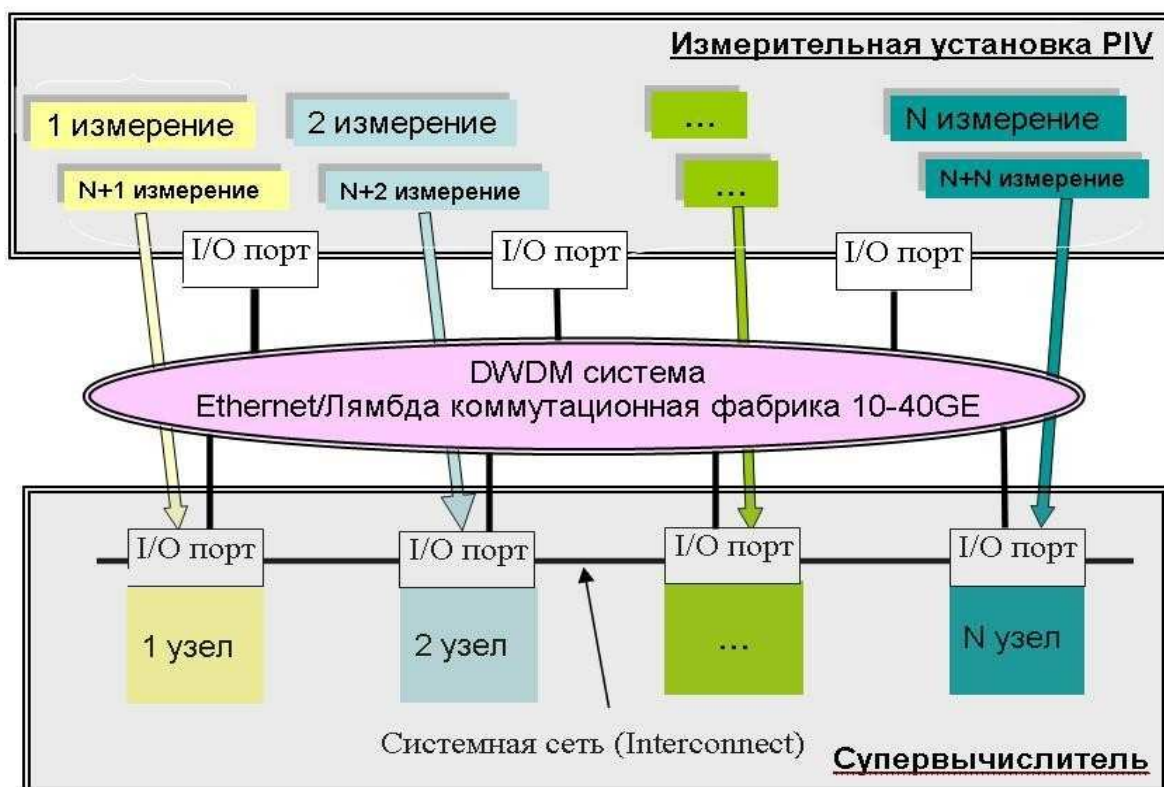 Измерительная установка PIV
1 измерение
2 измерение
...
N измерение
N+1 измерение
N+2 измерение
...
N+N измерение
I/O порт
I/O порт
I/O порт
DWDM система
Ethernet/Лямбда коммутационная фабрика 10-40GE
I/O порт
I/O порт
I/O порт
I/O порт
1 узел
2 узел
...
N узел
Системная сеть (Interconnect)
Супервычислитель